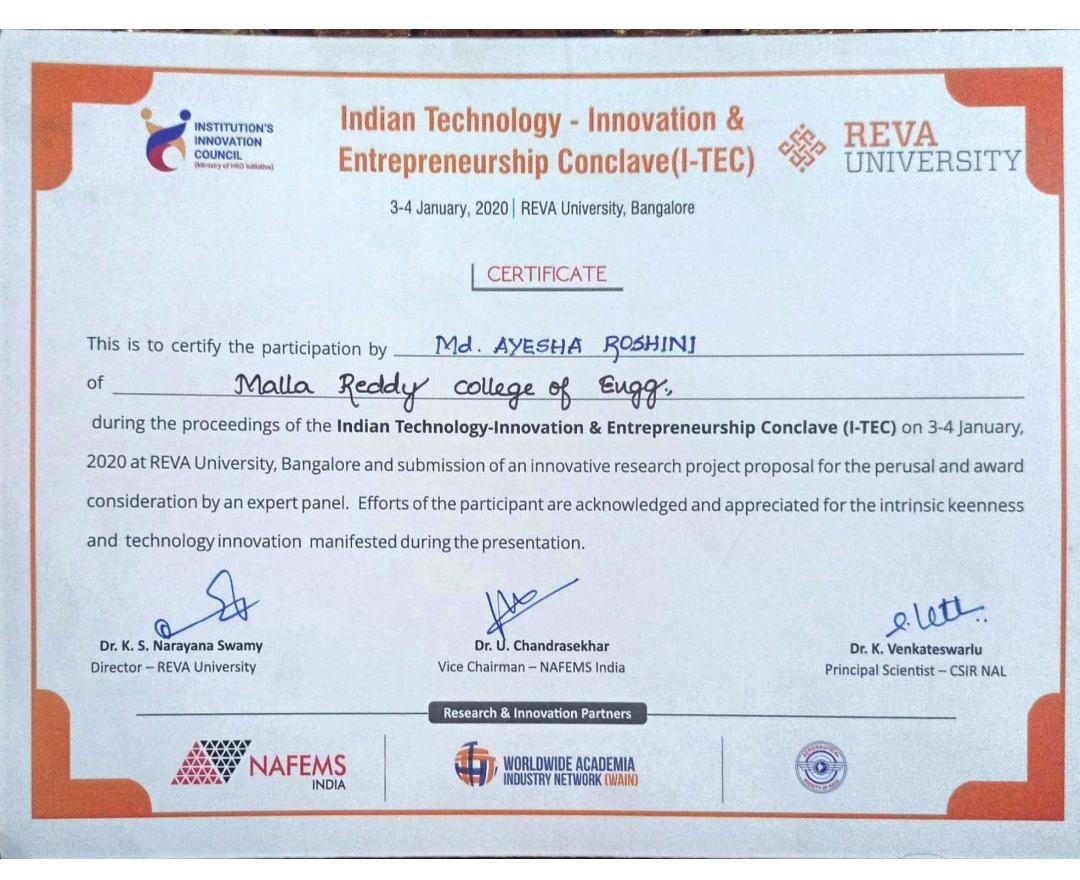 INSTITUTION'S
INNOVATION
COUNCIL
(Ministry of HRD Initiative)
Indian Technology - Innovation &
Entrepreneurship Conclave(I-TEC)
REVA
UNIVERSITY
3-4 January, 2020 | REVA University, Bangalore
CERTIFICATE
This is to certify the participation by Md. AYESHA ROSHINI
of Malla Reddy college of Engg.,
during the proceedings of the Indian Technology-Innovation & Entrepreneurship Conclave (I-TEC) on 3-4 January,
2020 at REVA University, Bangalore and submission of an innovative research project proposal for the perusal and award
consideration by an expert panel. Efforts of the participant are acknowledged and appreciated for the intrinsic keenness
and technology innovation manifested during the presentation.
Dr. K. S. Narayana Swamy
Director – REVA University
Dr. U. Chandrasekhar
Vice Chairman – NAFEMS India
Dr. K. Venkateswarlu
Principal Scientist – CSIR NAL
Research & Innovation Partners
NAFEMS
INDIA
WORLDWIDE ACADEMIA
INDUSTRY NETWORK (WAIN)
AERONAUTICAL